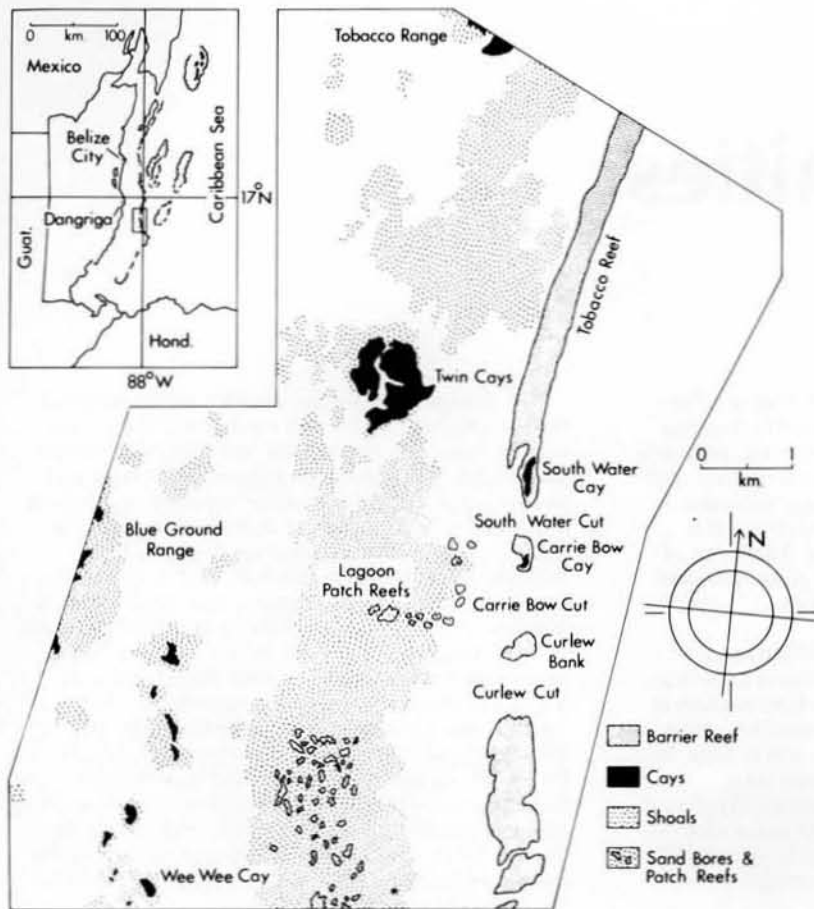 0 100
km.
Mexico
Belize
City
Caribbean Sea
17°
N
Dangriga
Guat.
Hond.
88°W
Tobacco Range
Tobacco Reef
Twin Cays
South Water
Cay
0 1
km.
South Water Cut
Blue Ground
Range
Carrie Bow
Cay
N
Lagoon
Patch Reefs
Carrie Bow Cut
Curlew
Bank
Curlew Cut
Barrier Reef
Cays
Shoals
Sand Bores &
Patch Reefs
Wee Wee Cay